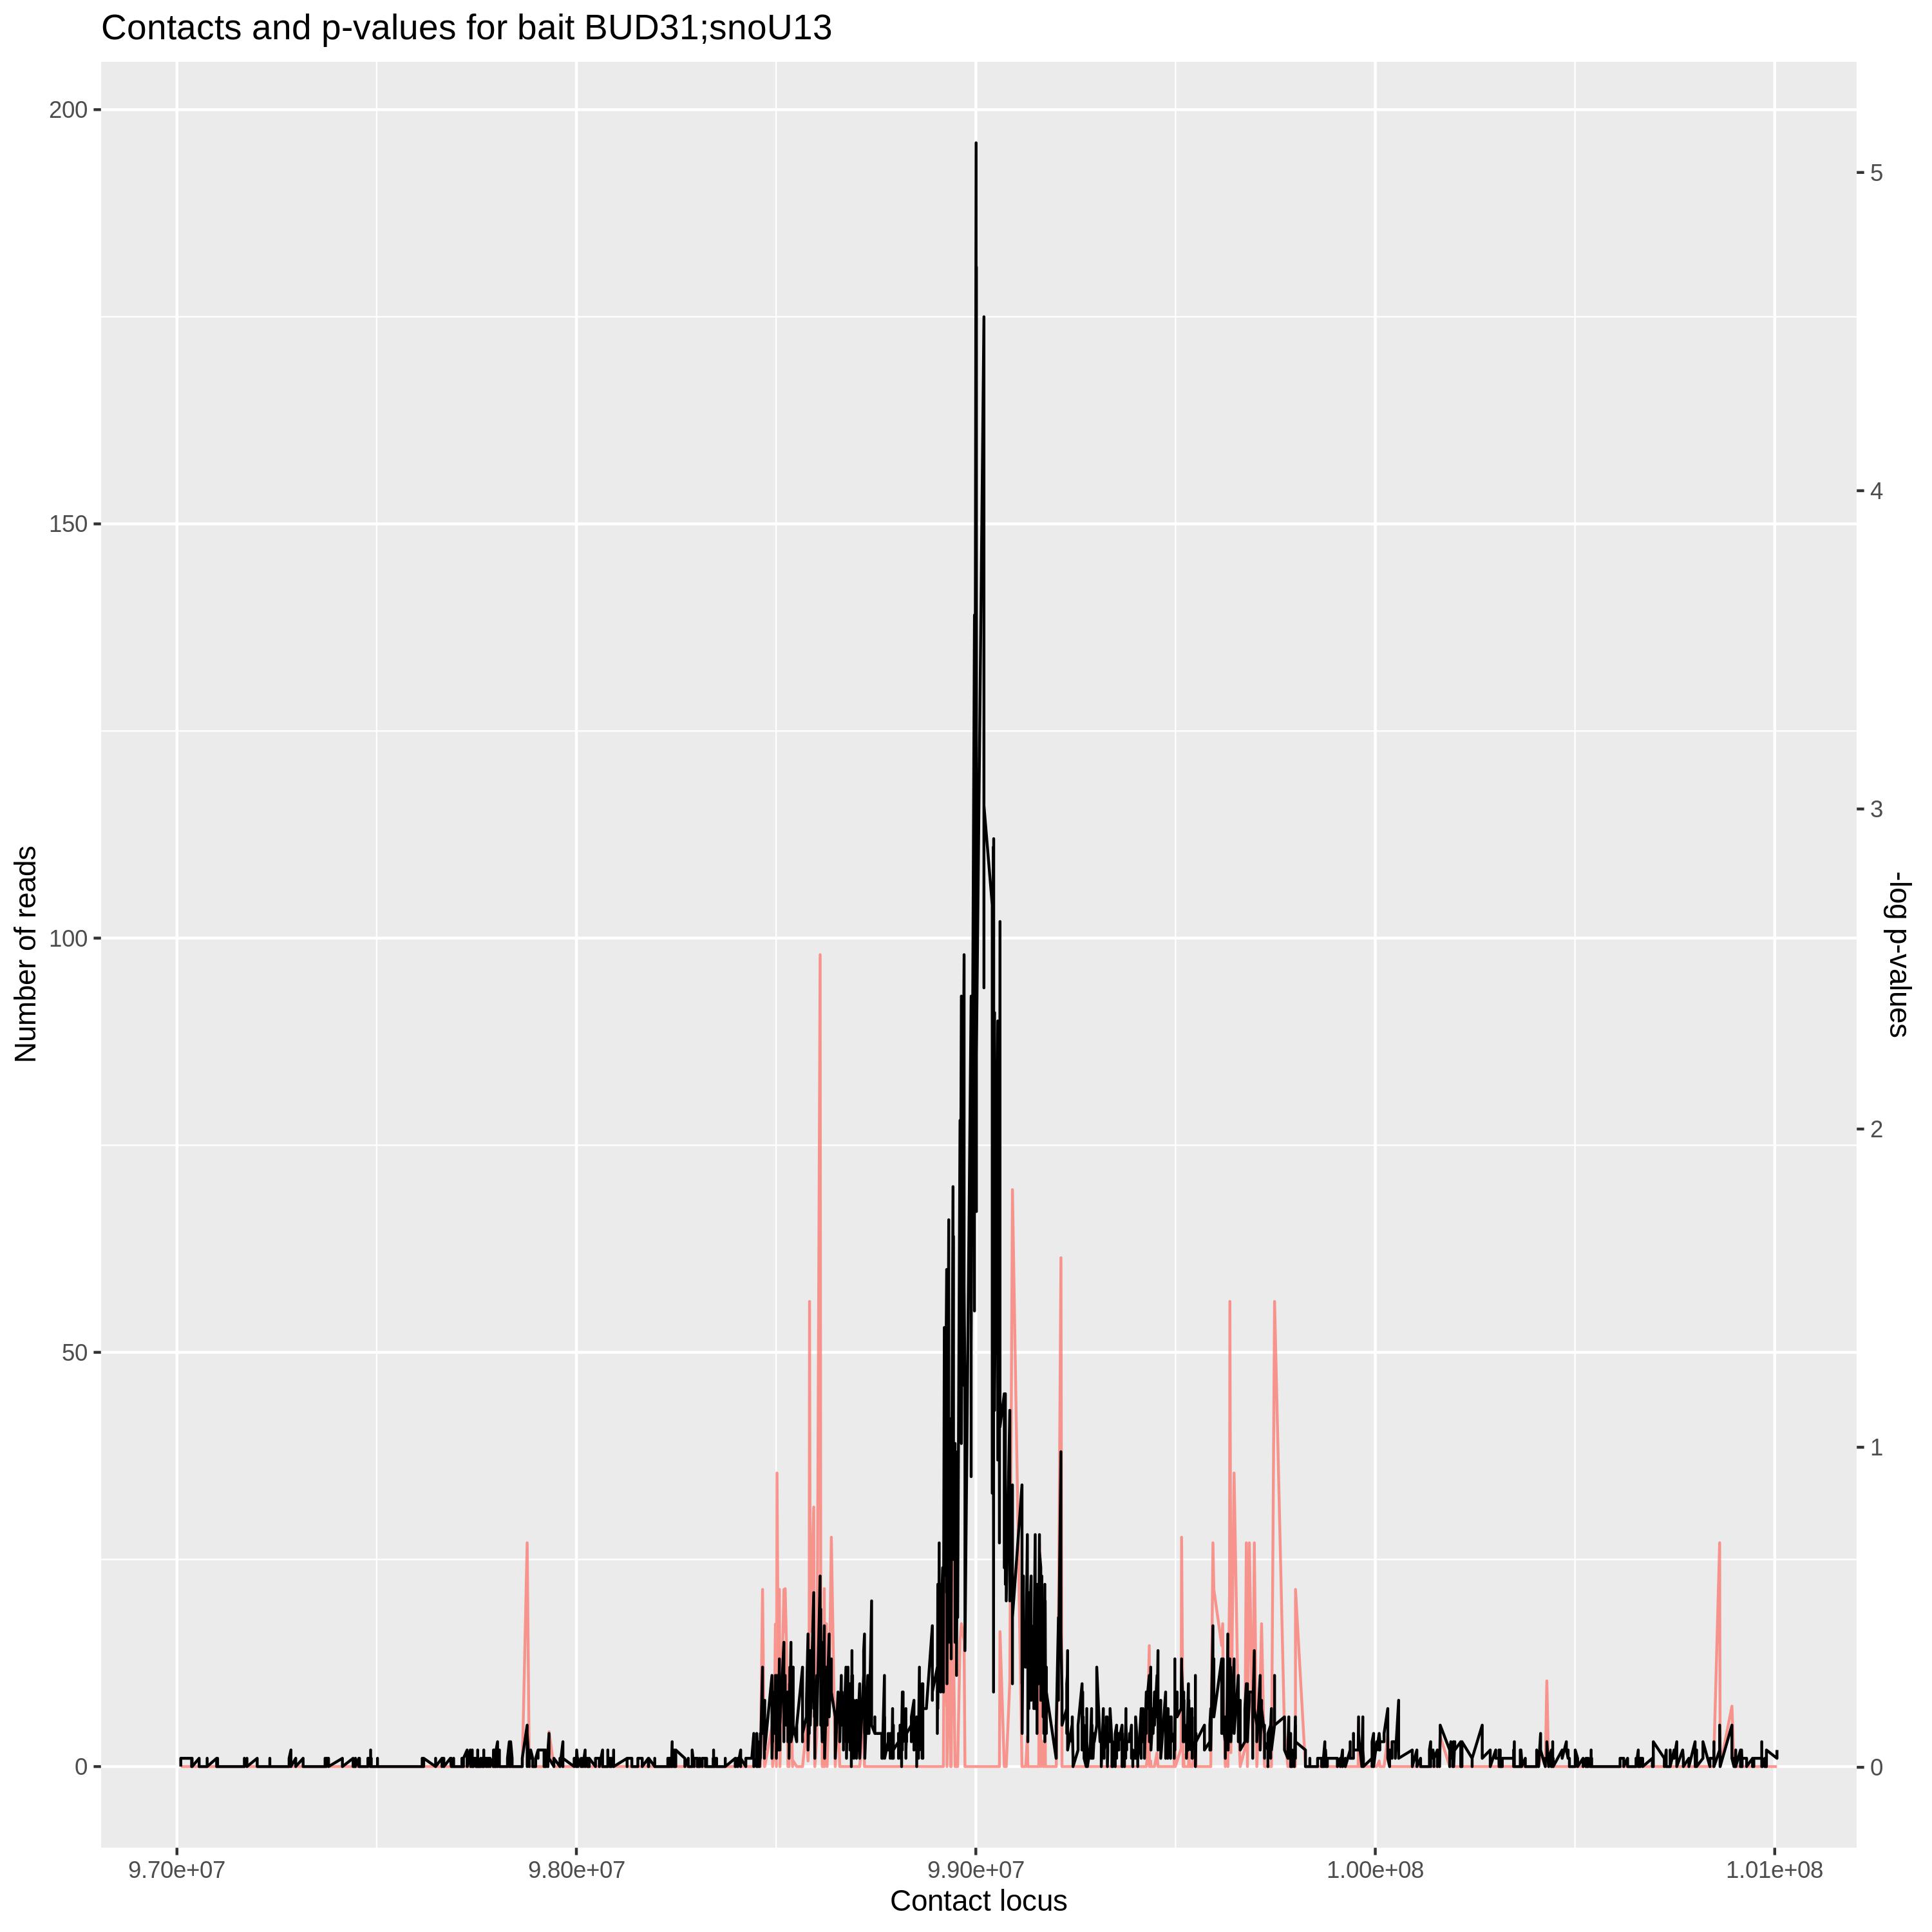 Contacts and p-values for bait BUD31;snoU13
200
150
100
50
0
Number of reads
5
4
3
2
1
0
-log p-values
9.70e+07
9.80e+07
9.90e+07
1.00e+08
1.01e+08
Contact locus